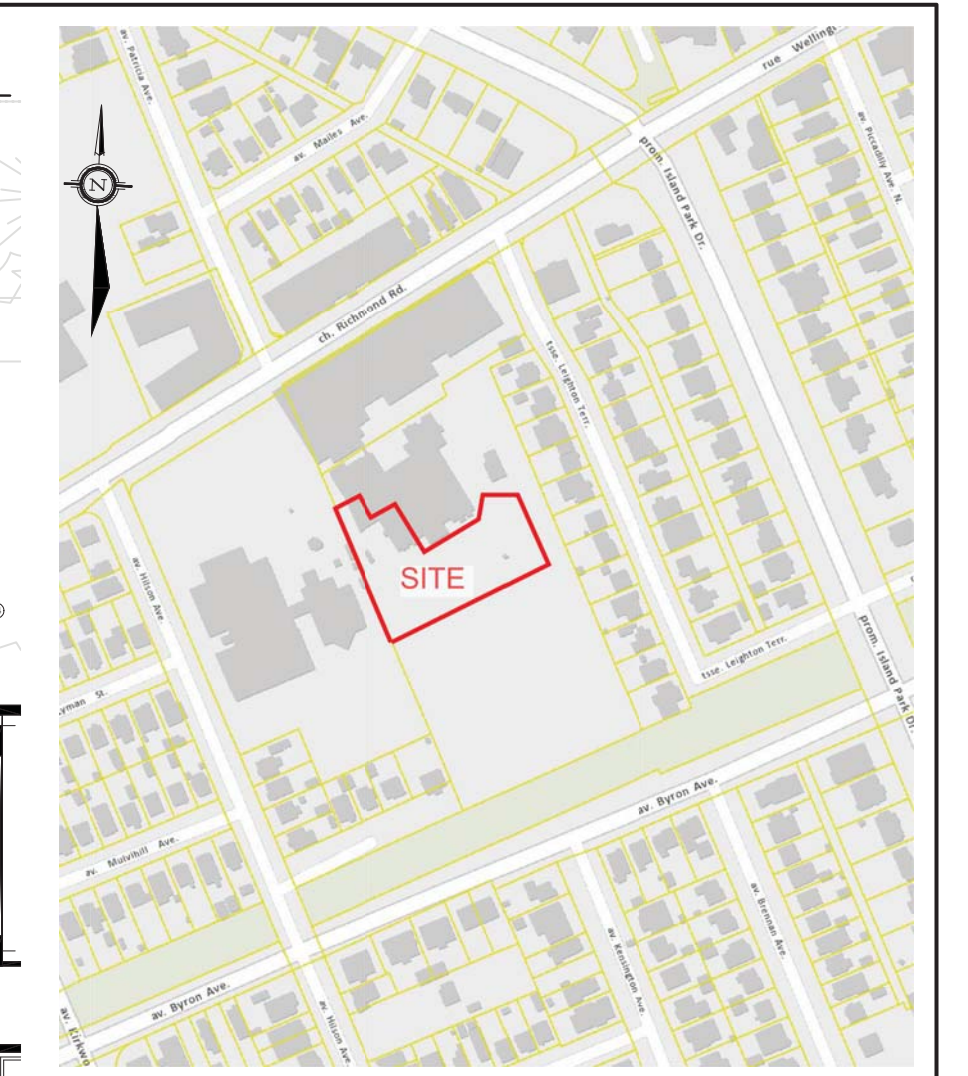 av. Patricia Ave.
rue Welling
av. Mailes Ave.
av. Piccadilly Ave. N.
prom. Island Park Dr.
N
ch. Richmond Rd.
tsse. Leighton Terr.
SITE
av. Hilson Ave.
prom. Island Park Dr.
tsse. Leighton Terr.
yman St.
av. Byron Ave.
av. Mulvihill Ave.
av. Brennan Ave.
av. Kensington Ave.
av. Byron Ave.
av. Hilson Ave.
av. Kirkwo